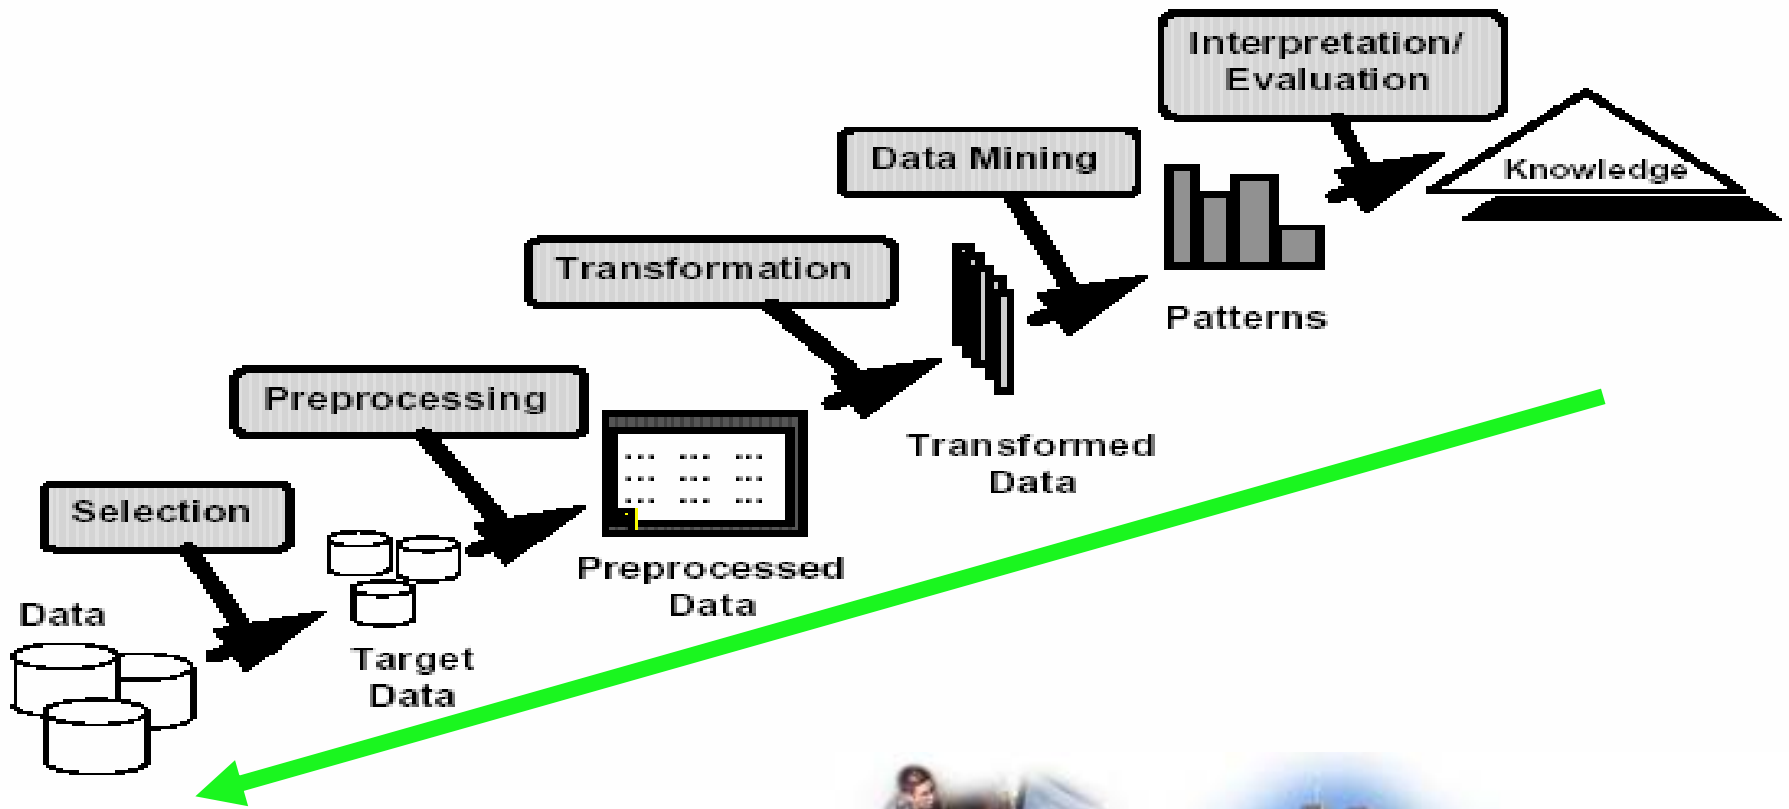 Interpretation/
Evaluation
Knowledge
Data Mining
Patterns
Transformation
Transformed
Data
Preprocessing
Preprocessed
Data
Selection
Target
Data
Data